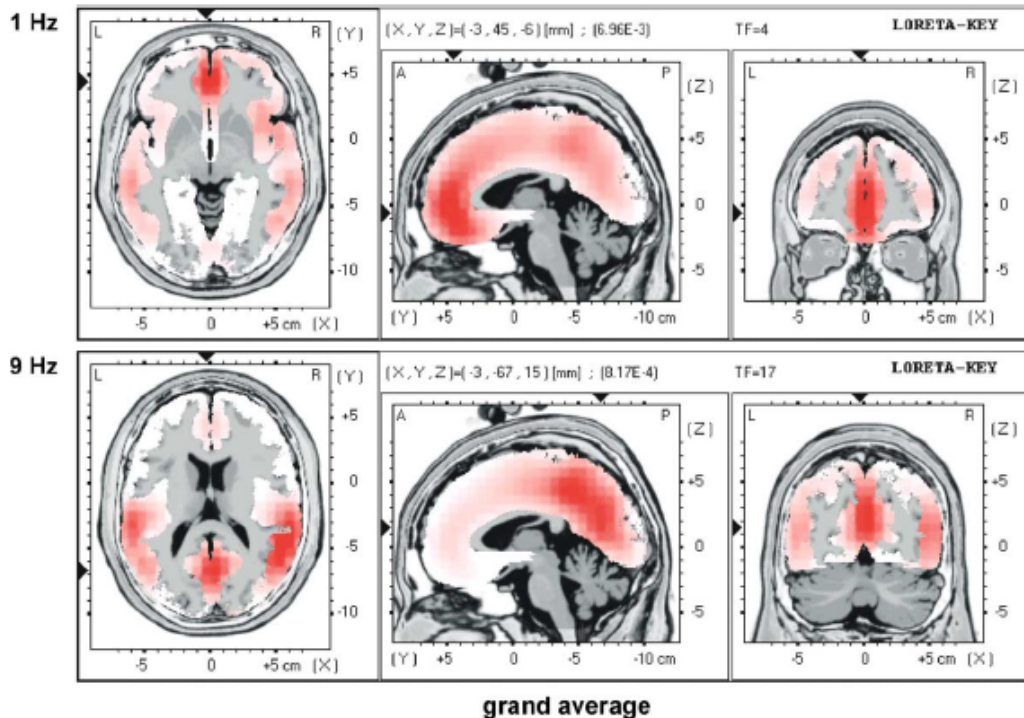 1 Hz
(X,Y,Z)=(-3,45,-6)[mm] ; (6.96E-3) TF=4 LORETA-KEY
L R (Y)
A P (Z)
L R (Z)
+5 0 -5 -10
+5 0 -5
+5 0 -5
-5 0 +5 cm (X)
(Y) +5 0 -5 -10 cm
-5 0 +5 cm (X)
9 Hz
(X,Y,Z)=(-3,-67,15)[mm] ; (8.17E-4) TF=17 LORETA-KEY
L R (Y)
A P (Z)
L R (Z)
+5 0 -5 -10
+5 0 -5
+5 0 -5
-5 0 +5 cm (X)
(Y) +5 0 -5 -10 cm
-5 0 +5 cm (X)
grand average